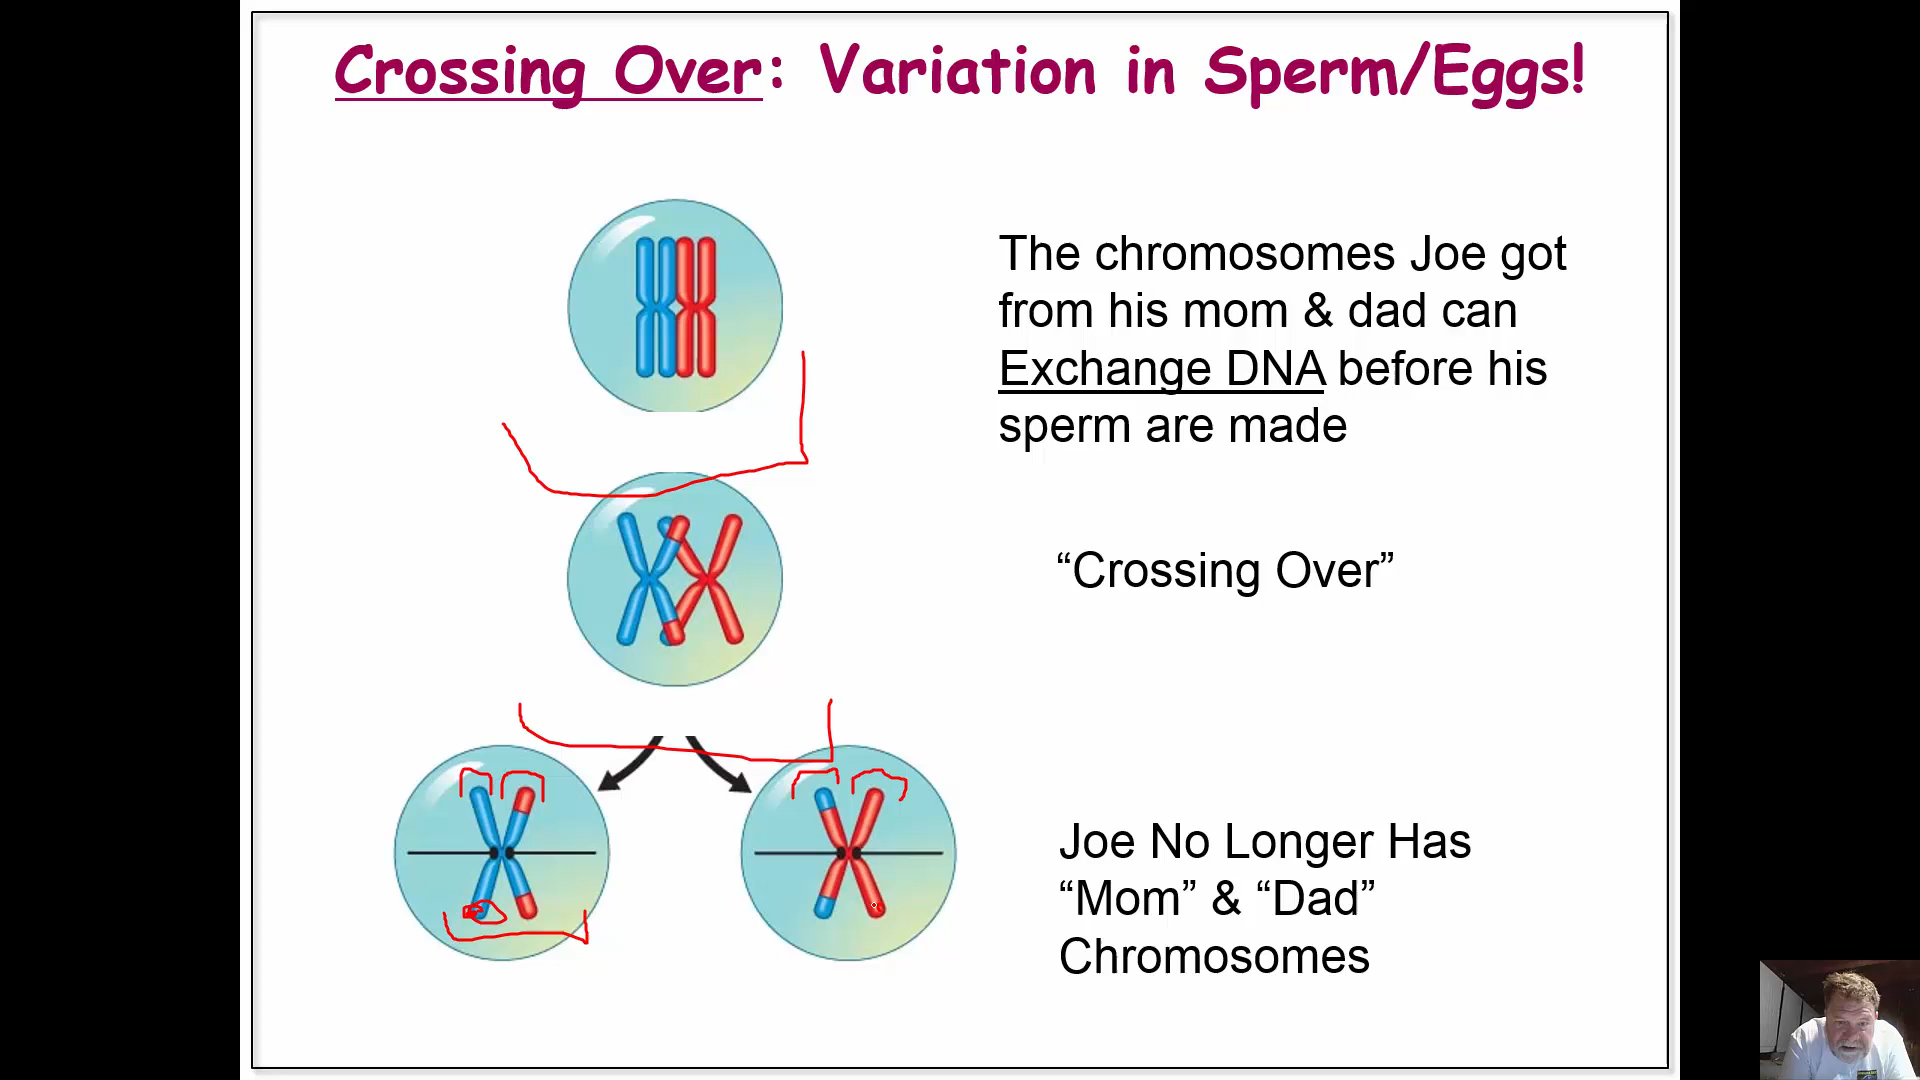 Crossing Over: Variation in Sperm/Eggs!
The chromosomes Joe got
from his mom & dad can
Exchange DNA before his
sperm are made
“Crossing Over”
Joe No Longer Has
“Mom” & “Dad”
Chromosomes